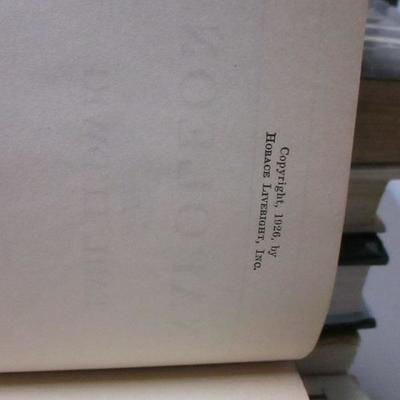 Copyright, 1926, by
HORACE LIVERIGHT, INC.